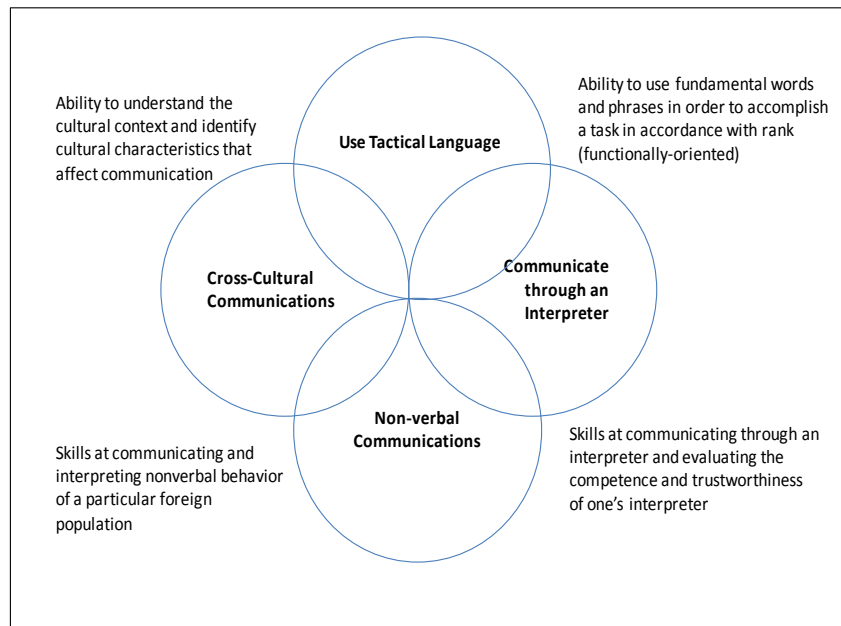 Ability to understand the
cultural context and identify
cultural characteristics that
affect communication
Ability to use fundamental words
and phrases in order to accomplish
a task in accordance with rank
(functionally-oriented)
Use Tactical Language
Cross-Cultural
Communications
Communicate
through an
Interpreter
Non-verbal
Communications
Skills at communicating and
interpreting nonverbal behavior
of a particular foreign
population
Skills at communicating through an
interpreter and evaluating the
competence and trustworthiness
of one’s interpreter